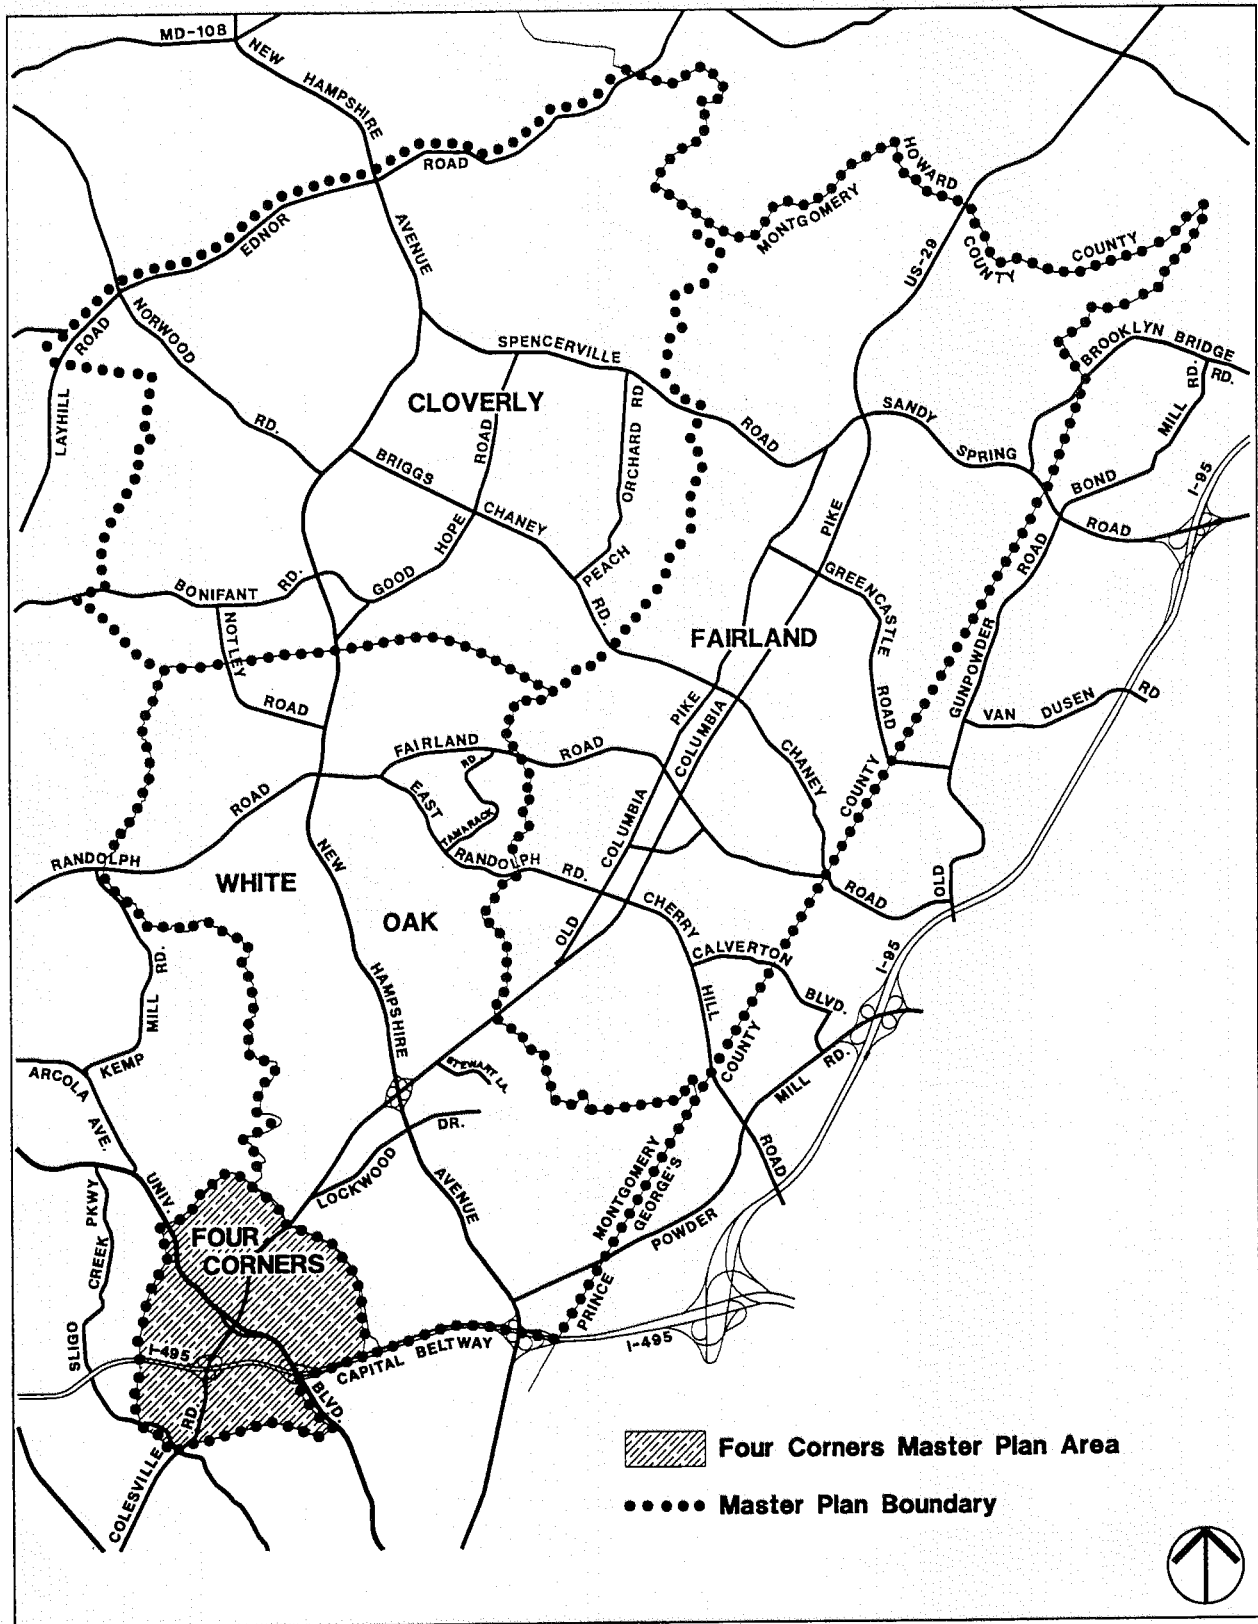 MD-108
NEW
HAMPSHIRE
ROAD
EDNOR
AVENUE
HOWARD
MONTGOMERY
COUNTY
COUNTY
US-29
ROAD
NORWOOD
RD.
LAYHILL
SPENCERVILLE
ROAD
CLOVERLY
ROAD
ORCHARD RD
BRIGGS
CHANEY
HOPE
GOOD
PEACH
RD.
SANDY
SPRING
BROOKLYN BRIDGE
RD.
RD.
MILL
BOND
ROAD
I-95
PIKE
GREENCASTLE
ROAD
ROAD
GUNPOWDER
BONIFANT RD.
NOTLEY
ROAD
FAIRLAND
VAN DUSEN RD
PIKE
COLUMBIA
FAIRLAND
ROAD
RD.
EAST
TAMARACK
RANDOLPH
RD.
COLUMBIA
OLD
CHANEY
COUNTY
ROAD
OLD
ROAD
RANDOLPH
WHITE
OAK
NEW
HAMPSHIRE
CHERRY
CALVERTON
BLVD.
HILL
COUNTY
I-95
RD.
MILL
KEMP
ARCOLA
AVE.
STEWART LA.
DR.
LOCKWOOD
MILL RD.
ROAD
MONTGOMERY
GEORGE'S
PRINCE
POWDER
AVENUE
UNIV.
PKWY
CREEK
SLIGO
FOUR
CORNERS
I-495
CAPITAL BELTWAY
I-495
BLVD.
RD.
COLESVILLE
Four Corners Master Plan Area
Master Plan Boundary